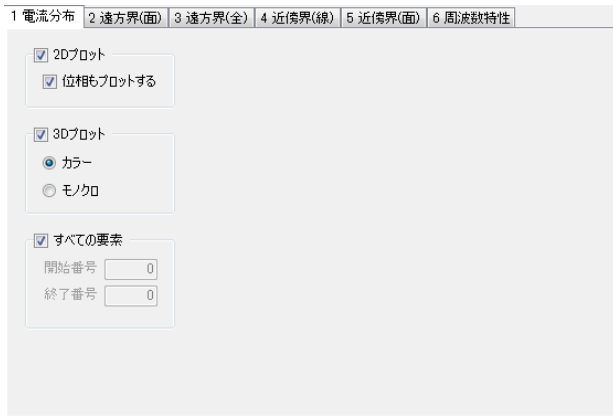 1 電流分布 2 遠方界(面) 3 遠方界(全) 4 近傍界(線) 5 近傍界(面) 6 周波数特性
2Dプロット
位相もプロットする
3Dプロット
カラー
モノクロ
すべての要素
開始番号 0
終了番号 0